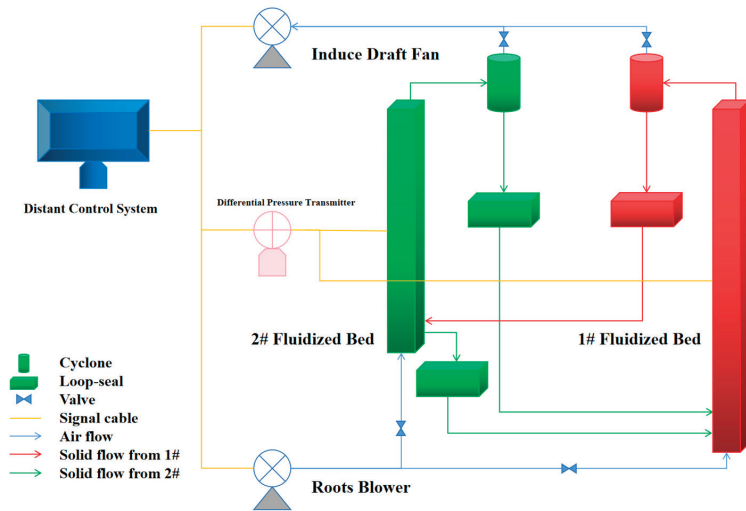 Induce Draft Fan
Distant Control System
Differential Pressure Transmitter
2# Fluidized Bed
1# Fluidized Bed
Cyclone
Loop-seal
Valve
Signal cable
Air flow
Solid flow from 1#
Solid flow from 2#
Roots Blower